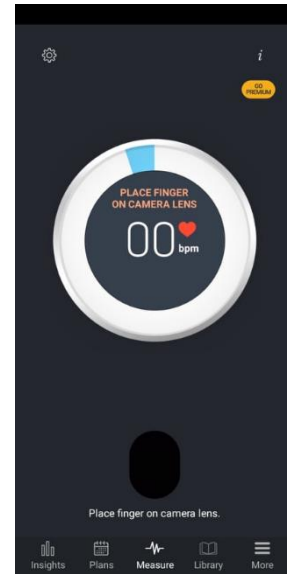 i
GO
PREMIUM
PLACE FINGER
ON CAMERA LENS
00 bpm
Place finger on camera lens.
Insights Plans Measure Library More